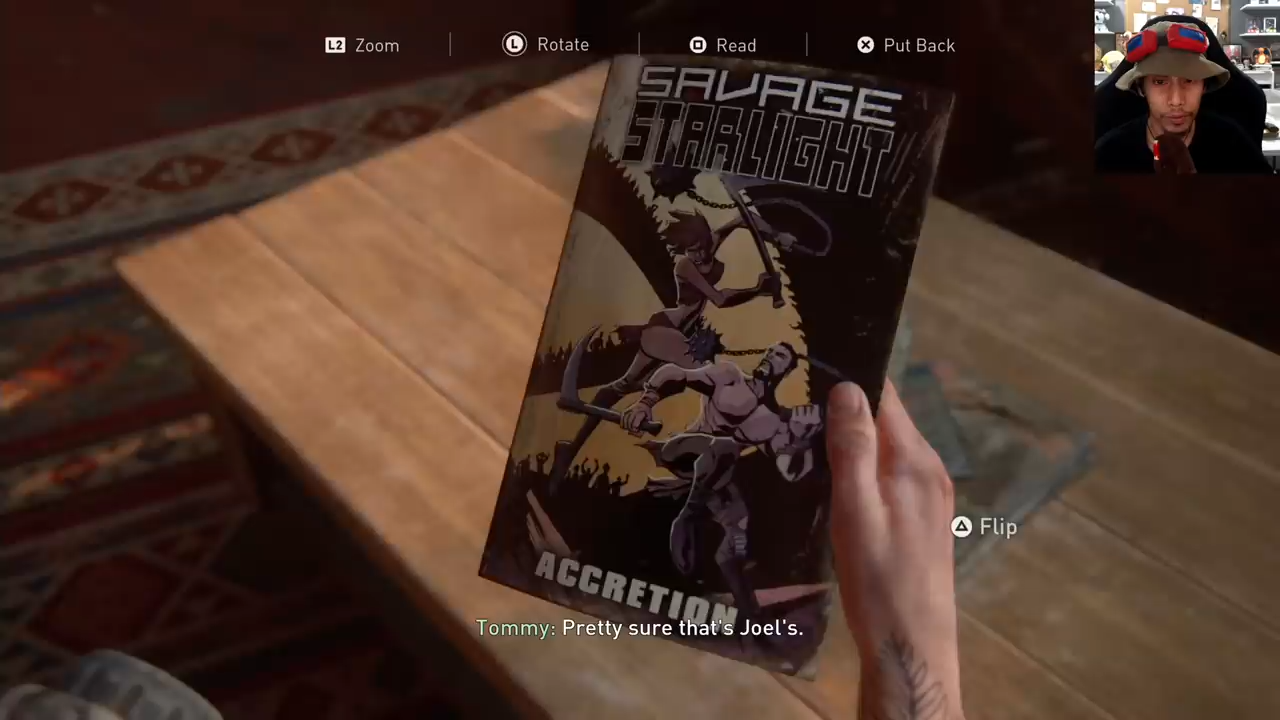 L2 Zoom
L Rotate
Read
Put Back
SAVAGE
STARLIGHT
Flip
ACCRETION
Tommy: Pretty sure that's Joel's.